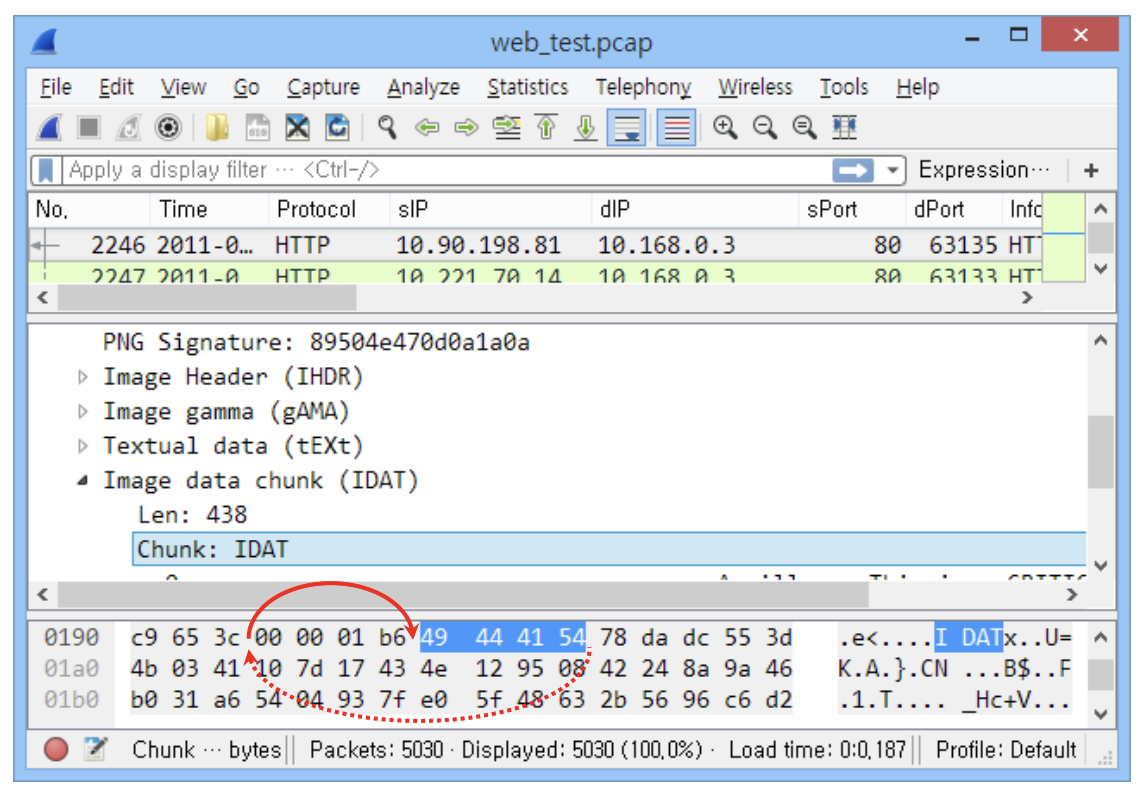 web_test.pcap
File Edit View Go Capture Analyze Statistics Telephony Wireless Tools Help
Apply a display filter ··· <Ctrl-/> Expression··· +
No, Time Protocol sIP dIP sPort dPort Info
2246 2011-0… HTTP 10.90.198.81 10.168.0.3 80 63135 HTT
2247 2011-0 HTTP 10 221 70 14 10 168 0 3 80 63133 HTT
PNG Signature: 89504e470d0a1a0a
Image Header (IHDR)
Image gamma (gAMA)
Textual data (tEXt)
Image data chunk (IDAT)
Len: 438
Chunk: IDAT
0190 c9 65 3c 00 00 01 b6 49 44 41 54 78 da dc 55 3d .e<....I DATx..U=
01a0 4b 03 41 10 7d 17 43 4e 12 95 08 42 24 8a 9a 46 K.A.}.CN ...B$..F
01b0 b0 31 a6 54 04 93 7f e0 5f 48 63 2b 56 96 c6 d2 .1.T.... _Hc+V...
Chunk ··· bytes Packets: 5030 · Displayed: 5030 (100,0%) · Load time: 0:0,187 Profile: Default